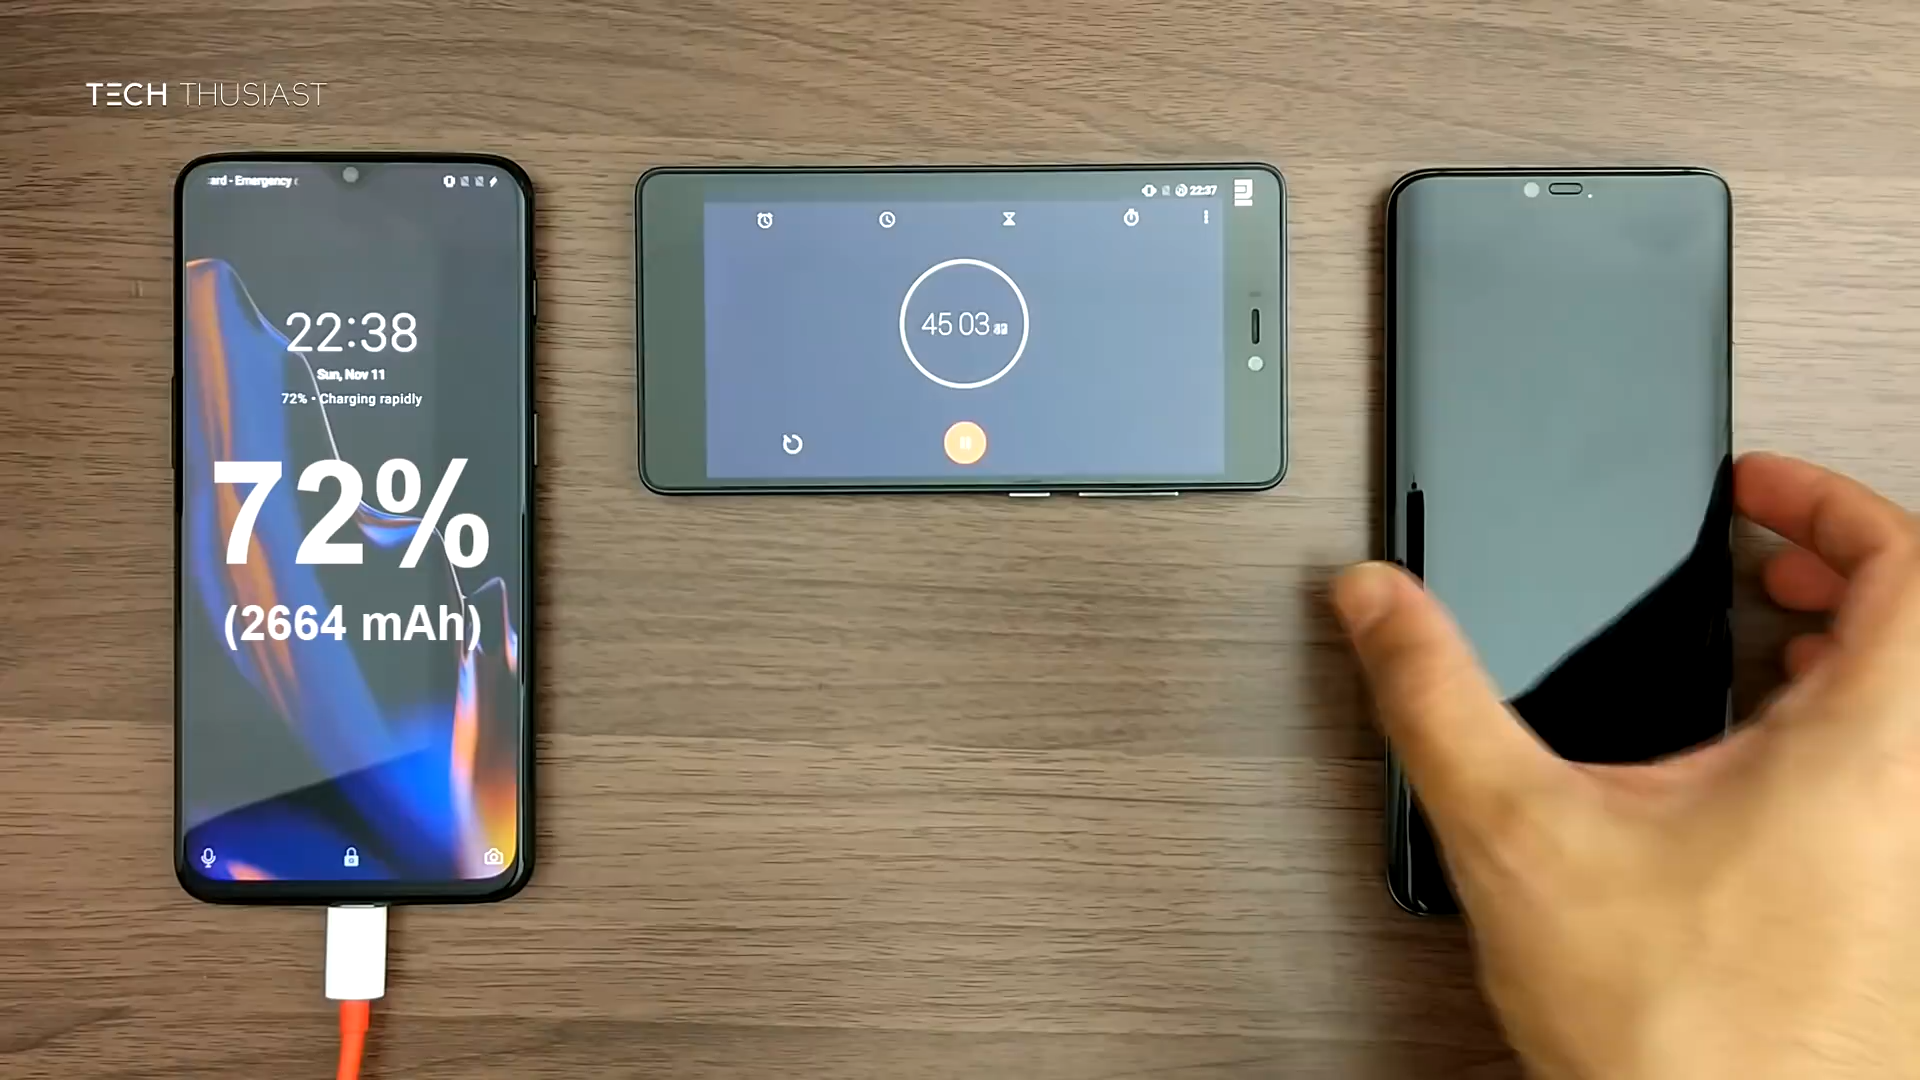 TECH THUSIAST
ard - Emergency
22:38
Sun, Nov 11
72% - Charging rapidly
72%
(2664 mAh)
22:37
45 03